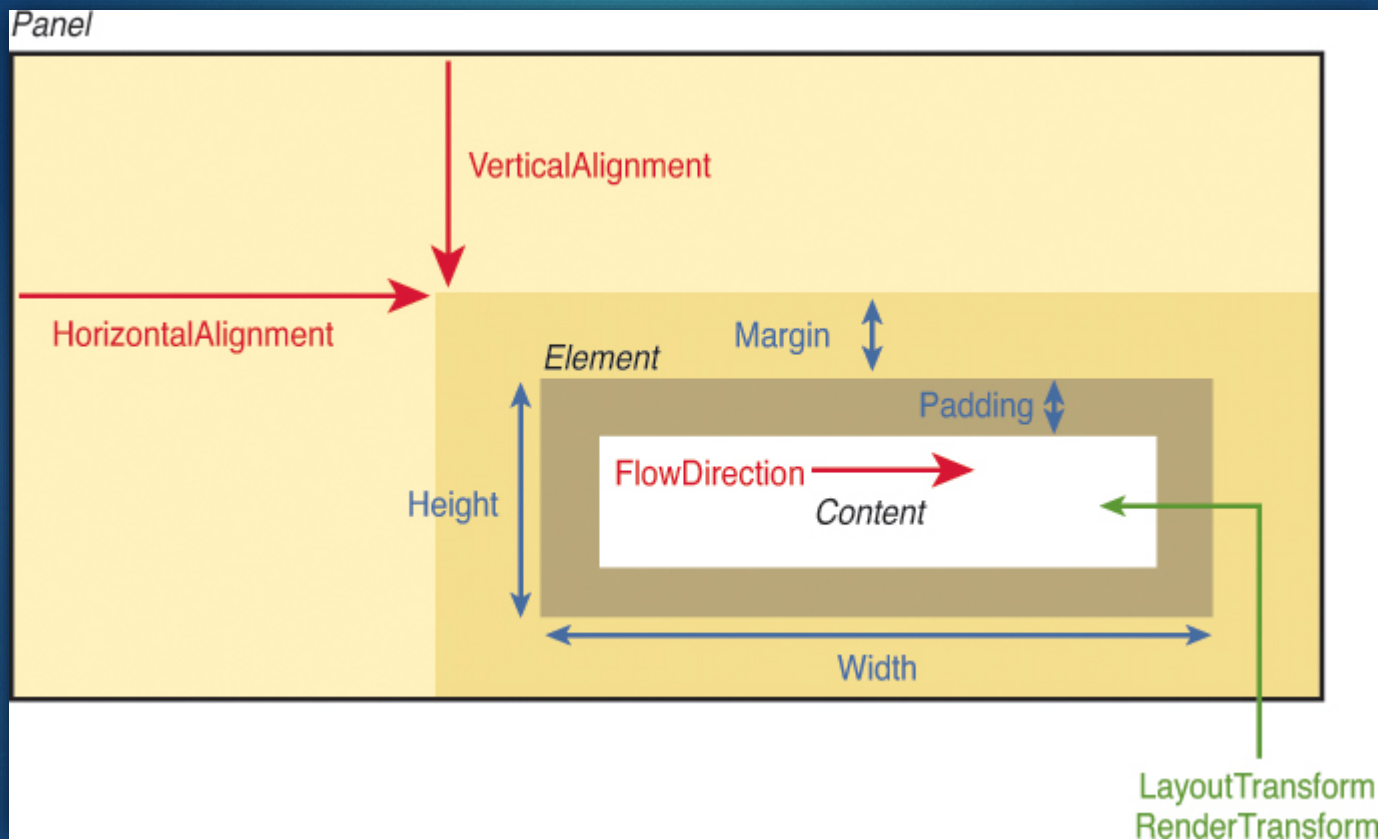 Panel
VerticalAlignment
HorizontalAlignment
Margin
Element
Padding
FlowDirection
Height
Content
Width
LayoutTransform
RenderTransform